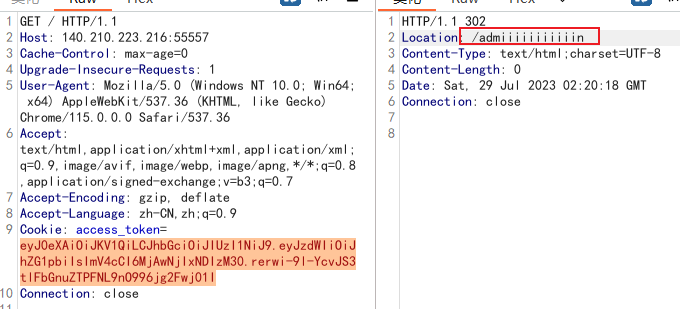 Raw
Hex
1 GET / HTTP/1.1
2 Host: 140.210.223.216:55557
3 Cache-Control: max-age=0
4 Upgrade-Insecure-Requests: 1
5 User-Agent: Mozilla/5.0 (Windows NT 10.0; Win64;
x64) AppleWebKit/537.36 (KHTML, like Gecko)
Chrome/115.0.0.0 Safari/537.36
6 Accept:
text/html,application/xhtml+xml,application/xml;
q=0.9,image/avif,image/webp,image/apng,*/*;q=0.8
,application/signed-exchange;v=b3;q=0.7
7 Accept-Encoding: gzip, deflate
8 Accept-Language: zh-CN,zh;q=0.9
9 Cookie: access_token=
eyJ0eXAiOiJKV1QiLCJhbGciOiJIUzI1NiJ9.eyJzdWIiOiJ
hZG1pbiIsImV4cCI6MjAwNjIxNDIzM30.rerwi-9l-YcvJS3
tlFbGnuZTPFNL9nO996jg2Fwj01I
10 Connection: close
11
Raw
Hex
1 HTTP/1.1 302
2 Location: /admiiiiiiiiiiin
3 Content-Type: text/html;charset=UTF-8
4 Content-Length: 0
5 Date: Sat, 29 Jul 2023 02:20:18 GMT
6 Connection: close
7
8